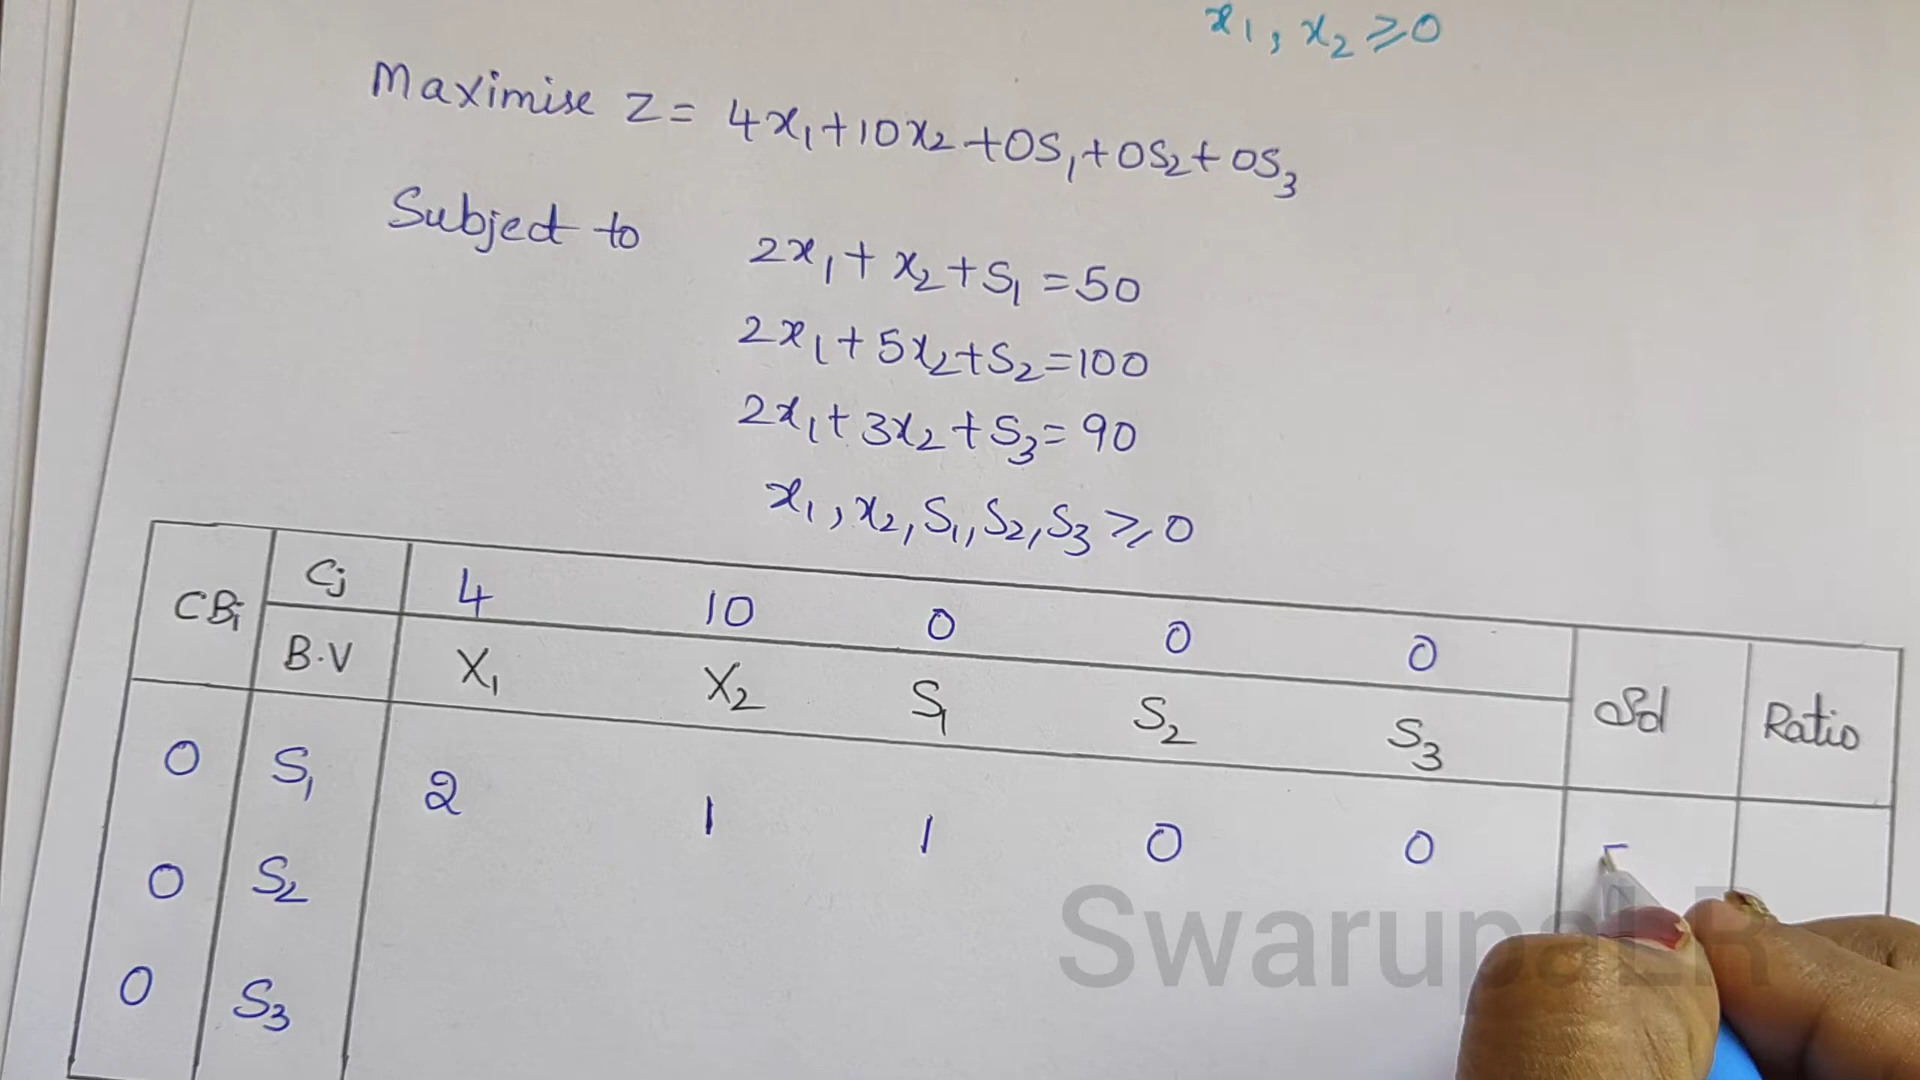 x₁, x₂ ≥ 0
Maximise Z = 4x₁ + 10x₂ + 0S₁ + 0S₂ + 0S₃
Subject to
2x₁ + x₂ + S₁ = 50
2x₁ + 5x₂ + S₂ = 100
2x₁ + 3x₂ + S₃ = 90
x₁, x₂, S₁, S₂, S₃ ≥ 0
CBi Cj 4 10 0 0 0
B.V X₁ X₂ S₁ S₂ S₃ Sol Ratio
0 S₁ 2 1 1 0 0
0 S₂
0 S₃
SwarupaLR